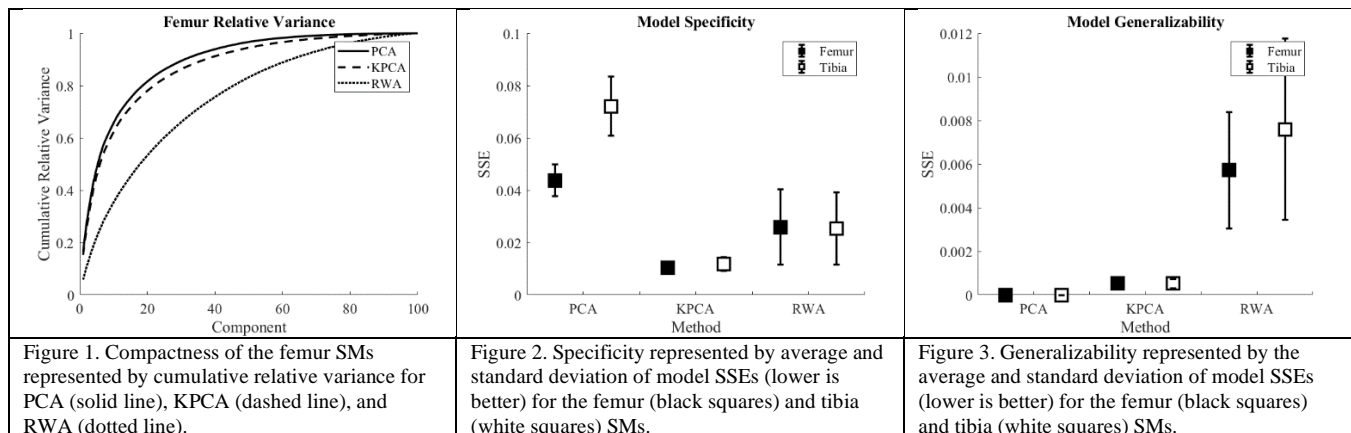 Femur Relative Variance
1
0.8
0.6
0.4
0.2
0
Cumulative Relative Variance
PCA
KPCA
RWA
0 20 40 60 80 100
Component
Model Specificity
0.1
0.08
0.06
0.04
0.02
0
SSE
Femur
Tibia
PCA KPCA RWA
Method
Model Generalizability
0.012
0.01
0.008
0.006
0.004
0.002
0
SSE
Femur
Tibia
PCA KPCA RWA
Method
Figure 1. Compactness of the femur SMs
represented by cumulative relative variance for
PCA (solid line), KPCA (dashed line), and
RWA (dotted line).
Figure 2. Specificity represented by average and
standard deviation of model SSEs (lower is
better) for the femur (black squares) and tibia
(white squares) SMs.
Figure 3. Generalizability represented by the
average and standard deviation of model SSEs
(lower is better) for the femur (black squares)
and tibia (white squares) SMs.